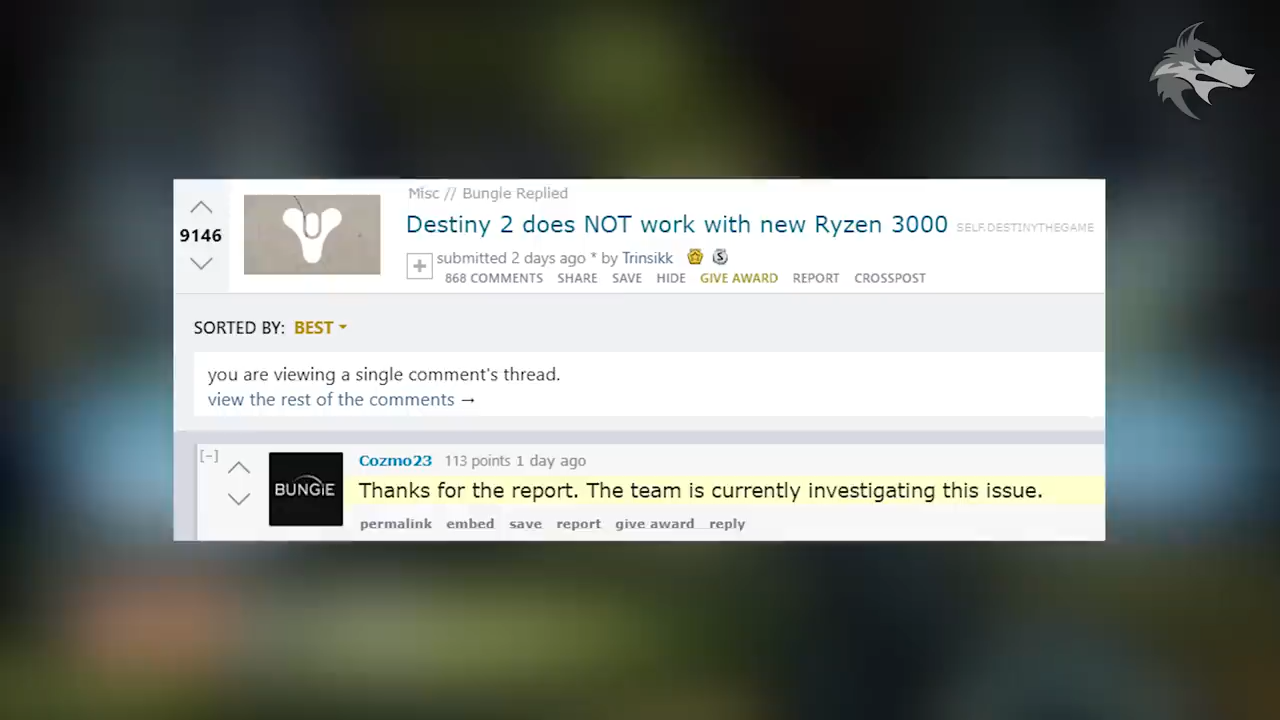 Misc // Bungie Replied
9146
Destiny 2 does NOT work with new Ryzen 3000 SELF.DESTINYTHEGAME
submitted 2 days ago * by Trinsikk
868 COMMENTS SHARE SAVE HIDE GIVE AWARD REPORT CROSSPOST
SORTED BY: BEST
you are viewing a single comment's thread.
view the rest of the comments →
[–] Cozmo23 113 points 1 day ago
BUNGIE
Thanks for the report. The team is currently investigating this issue.
permalink embed save report give award reply